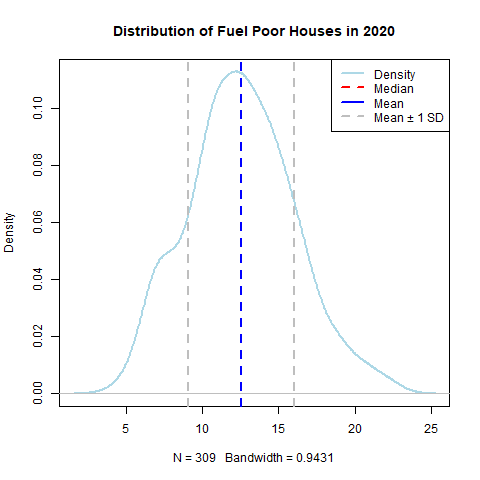 Distribution of Fuel Poor Houses in 2020
Density
Median
Mean
Mean ± 1 SD
Density
0.10
0.08
0.06
0.04
0.02
0.00
5 10 15 20 25
N = 309 Bandwidth = 0.9431